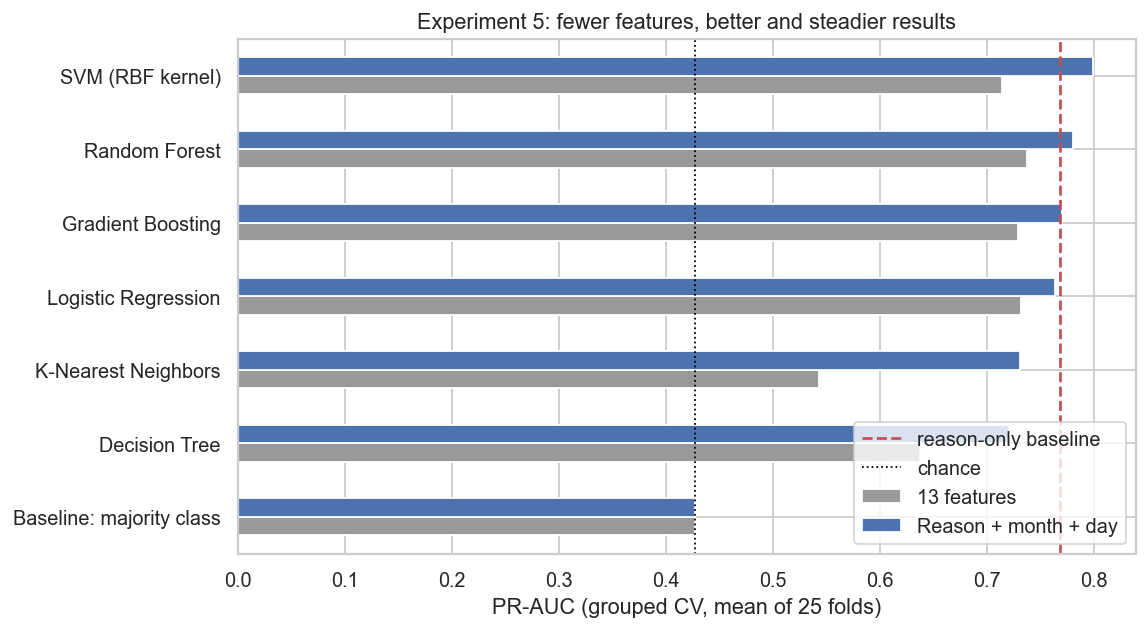 Experiment 5: fewer features, better and steadier results
SVM (RBF kernel)
Random Forest
Gradient Boosting
Logistic Regression
K-Nearest Neighbors
Decision Tree
Baseline: majority class
reason-only baseline
chance
13 features
Reason + month + day
0.0 0.1 0.2 0.3 0.4 0.5 0.6 0.7 0.8
PR-AUC (grouped CV, mean of 25 folds)